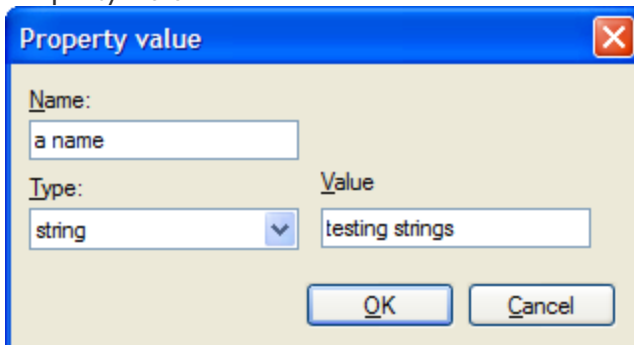 Property value
Name:
a name
Type:
Value
string
testing strings
OK
Cancel